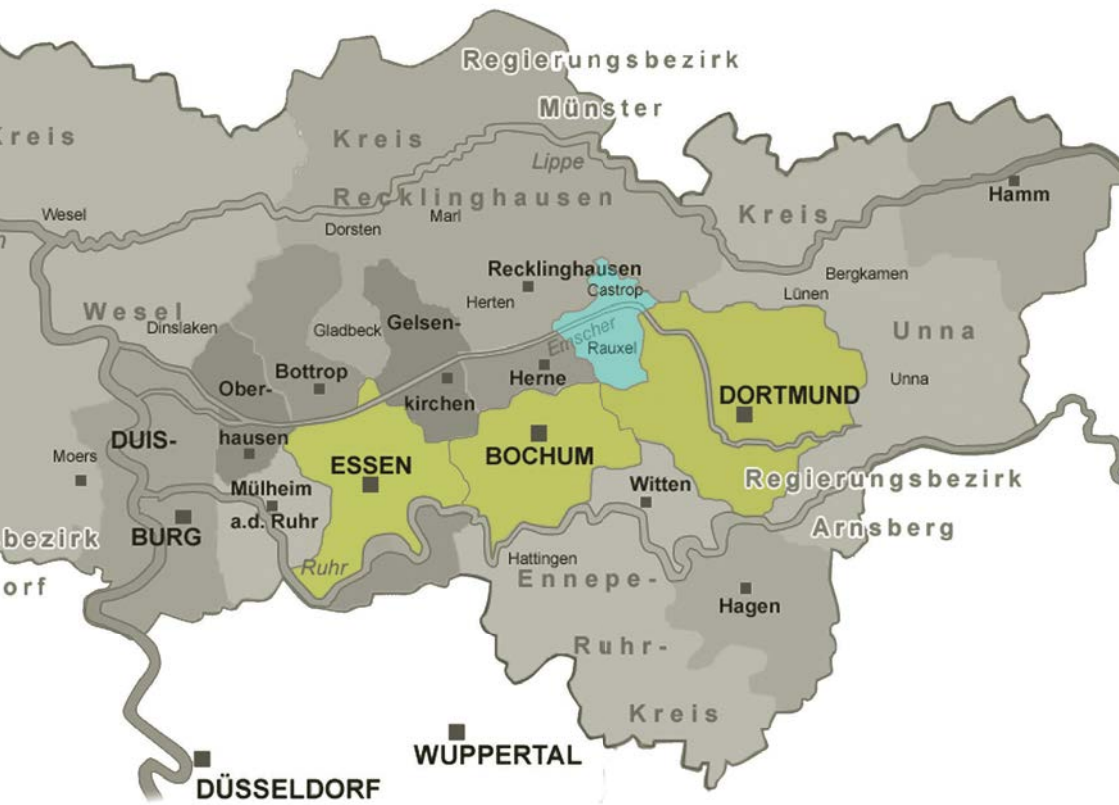 Regierungsbezirk
Münster
Kreis
Kreis
Lippe
Recklinghausen
Hamm
Wesel
Marl
Kreis
Dorsten
Recklinghausen
Bergkamen
Castrop
Lünen
Herten
Wesel
Dinslaken
Gladbeck
Gelsen-
Emscher
Unna
Rauxel
Bottrop
Herne
Unna
Ober-
kirchen
DORTMUND
DUIS-
hausen
Moers
ESSEN
BOCHUM
Mülheim
a.d. Ruhr
Witten
Regierungsbezirk
Arnsberg
BURG
bezirk
orf
Ruhr
Hattingen
Ennepe-
Hagen
Ruhr-
Kreis
WUPPERTAL
DÜSSELDORF